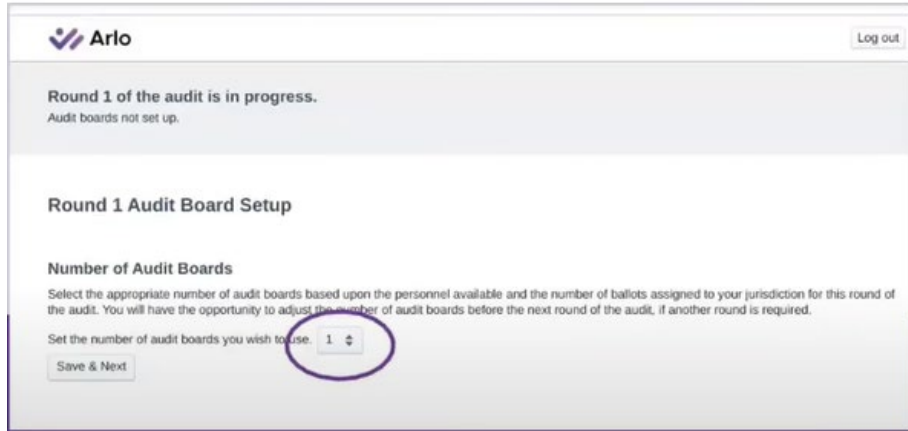 Arlo
Log out
Round 1 of the audit is in progress.
Audit boards not set up.
Round 1 Audit Board Setup
Number of Audit Boards
Select the appropriate number of audit boards based upon the personnel available and the number of ballots assigned to your jurisdiction for this round of
the audit. You will have the opportunity to adjust the number of audit boards before the next round of the audit, if another round is required.
Set the number of audit boards you wish to use. 1
Save & Next